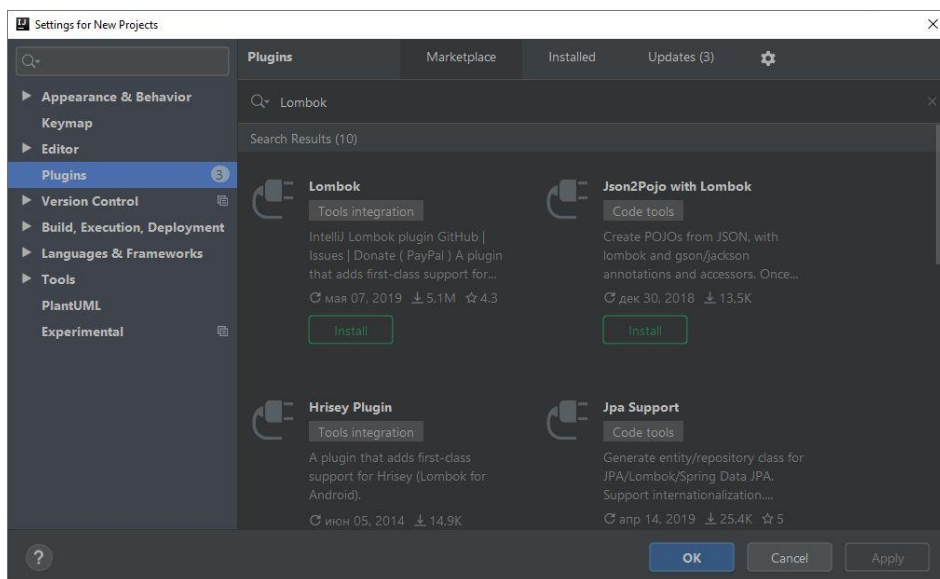 Settings for New Projects
Plugins
Marketplace
Installed
Updates (3)
Appearance & Behavior
Keymap
Editor
Plugins
3
Version Control
Build, Execution, Deployment
Languages & Frameworks
Tools
PlantUML
Experimental
Lombok
Search Results (10)
Lombok
Tools integration
IntelliJ Lombok plugin GitHub |
Issues | Donate ( PayPal ) A plugin
that adds first-class support for...
мая 07, 2019 5,1M 4.3
Install
Json2Pojo with Lombok
Code tools
Create POJOs from JSON, with
lombok and gson/jackson
annotations and accessors. Once...
дек 30, 2018 13,5K
Install
Hrisey Plugin
Tools integration
A plugin that adds first-class
support for Hrisey (Lombok for
Android).
июн 05, 2014 14,9K
Jpa Support
Code tools
Generate entity/repository class for
JPA/Lombok/Spring Data JPA.
Support internationalization....
апр 14, 2019 25,4K 5
?
OK
Cancel
Apply